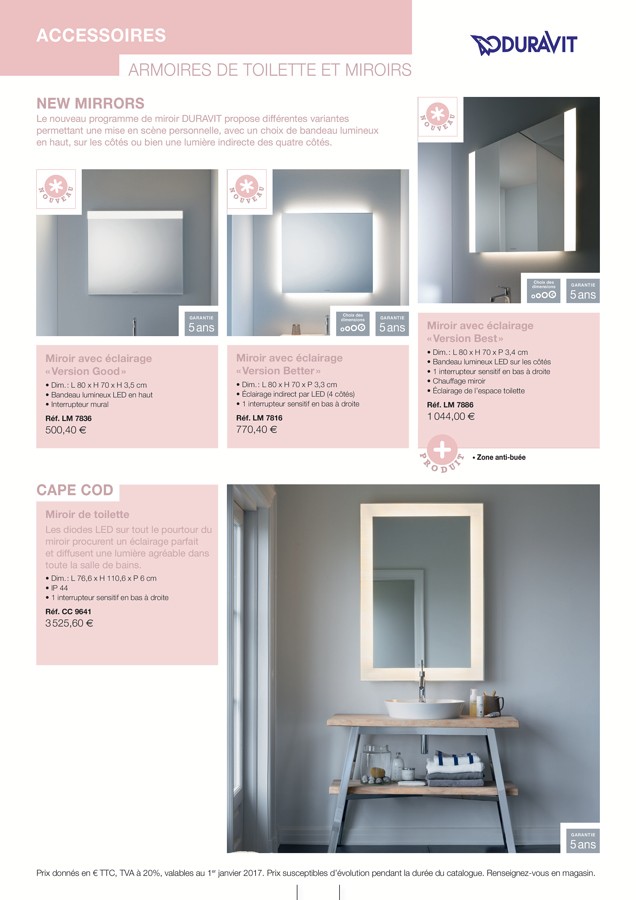 ACCESSOIRES
DURAVIT
ARMOIRES DE TOILETTE ET MIROIRS
NEW MIRRORS
Le nouveau programme de miroir DURAVIT propose différentes variantes
permettant une mise en scène personnelle, avec un choix de bandeau lumineux
en haut, sur les côtés ou bien une lumière indirecte des quatre côtés.
NOUVEAU
GARANTIE
5 ans
Miroir avec éclairage
« Version Good »
• Dim. : L 80 x H 70 x H 3,5 cm
• Bandeau lumineux LED en haut
• Interrupteur mural
Réf. LM 7836
500,40 €
NOUVEAU
Choix des
dimensions
GARANTIE
5 ans
Miroir avec éclairage
« Version Better »
• Dim. : L 80 x H 70 x P 3,3 cm
• Éclairage indirect par LED (4 côtés)
• 1 interrupteur sensitif en bas à droite
Réf. LM 7816
770,40 €
NOUVEAU
Choix des
dimensions
GARANTIE
5 ans
Miroir avec éclairage
« Version Best »
• Dim. : L 80 x H 70 x P 3,4 cm
• Bandeau lumineux LED sur les côtés
• 1 interrupteur sensitif en bas à droite
• Chauffage miroir
• Éclairage de l'espace toilette
Réf. LM 7886
1 044,00 €
PRODUIT
• Zone anti-buée
CAPE COD
Miroir de toilette
Les diodes LED sur tout le pourtour du
miroir procurent un éclairage parfait
et diffusent une lumière agréable dans
toute la salle de bains.
• Dim. : L 76,6 x H 110,6 x P 6 cm
• IP 44
• 1 interrupteur sensitif en bas à droite
Réf. CC 9641
3 525,60 €
GARANTIE
5 ans
Prix donnés en € TTC, TVA à 20%, valables au 1er janvier 2017. Prix susceptibles d'évolution pendant la durée du catalogue. Renseignez-vous en magasin.